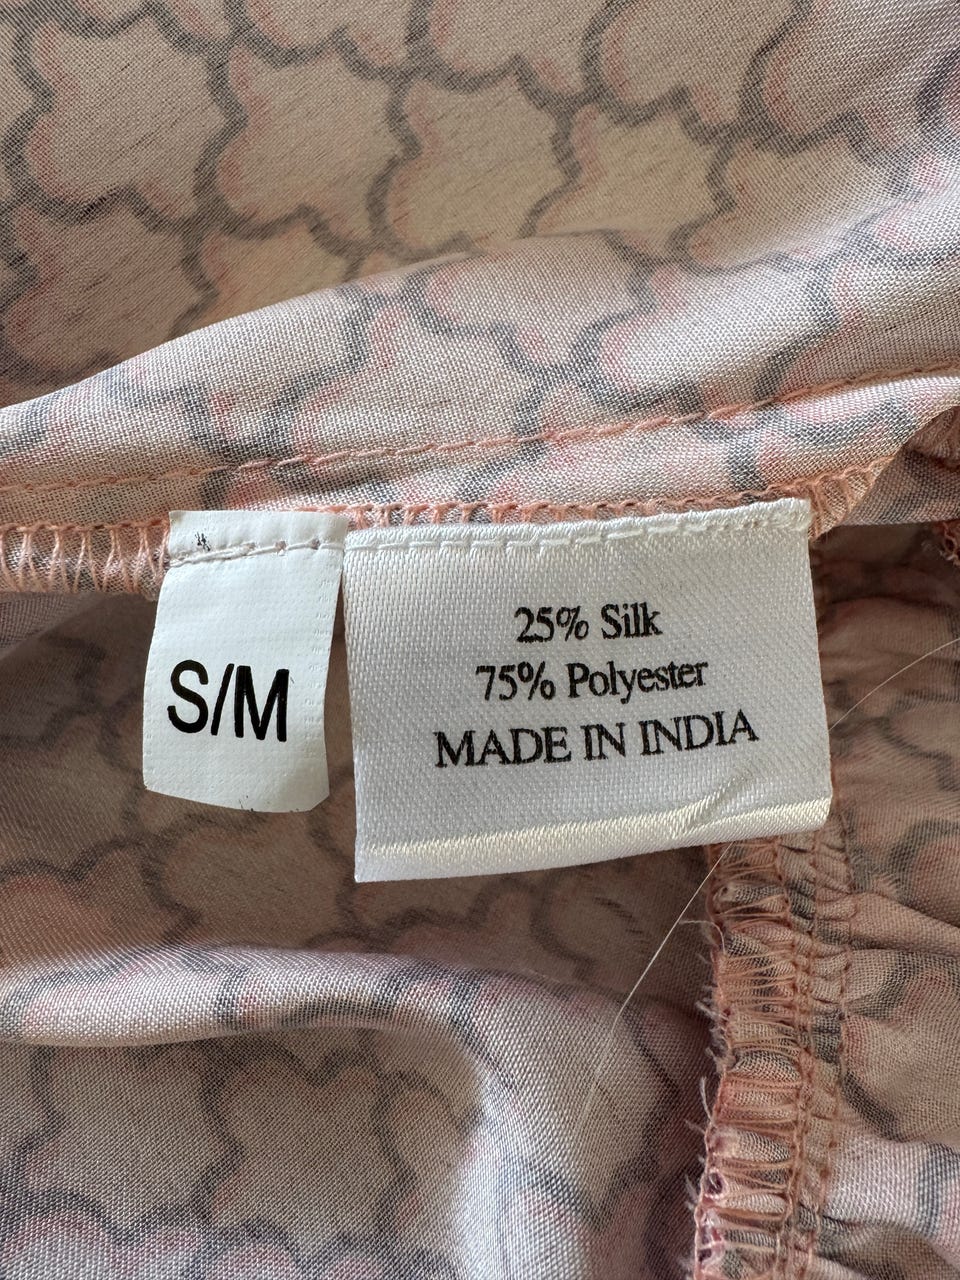 S/M
25% Silk
75% Polyester
MADE IN INDIA